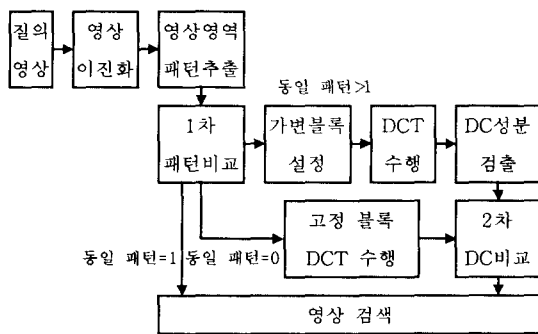 질의
영상
영상
이진화
영상영역
패턴추출
동일 패턴>1
1차
패턴비교
가변블록
설정
DCT
수행
DC성분
검출
고정 블록
DCT 수행
2차
DC비교
동일 패턴=1
동일 패턴=0
영상 검색